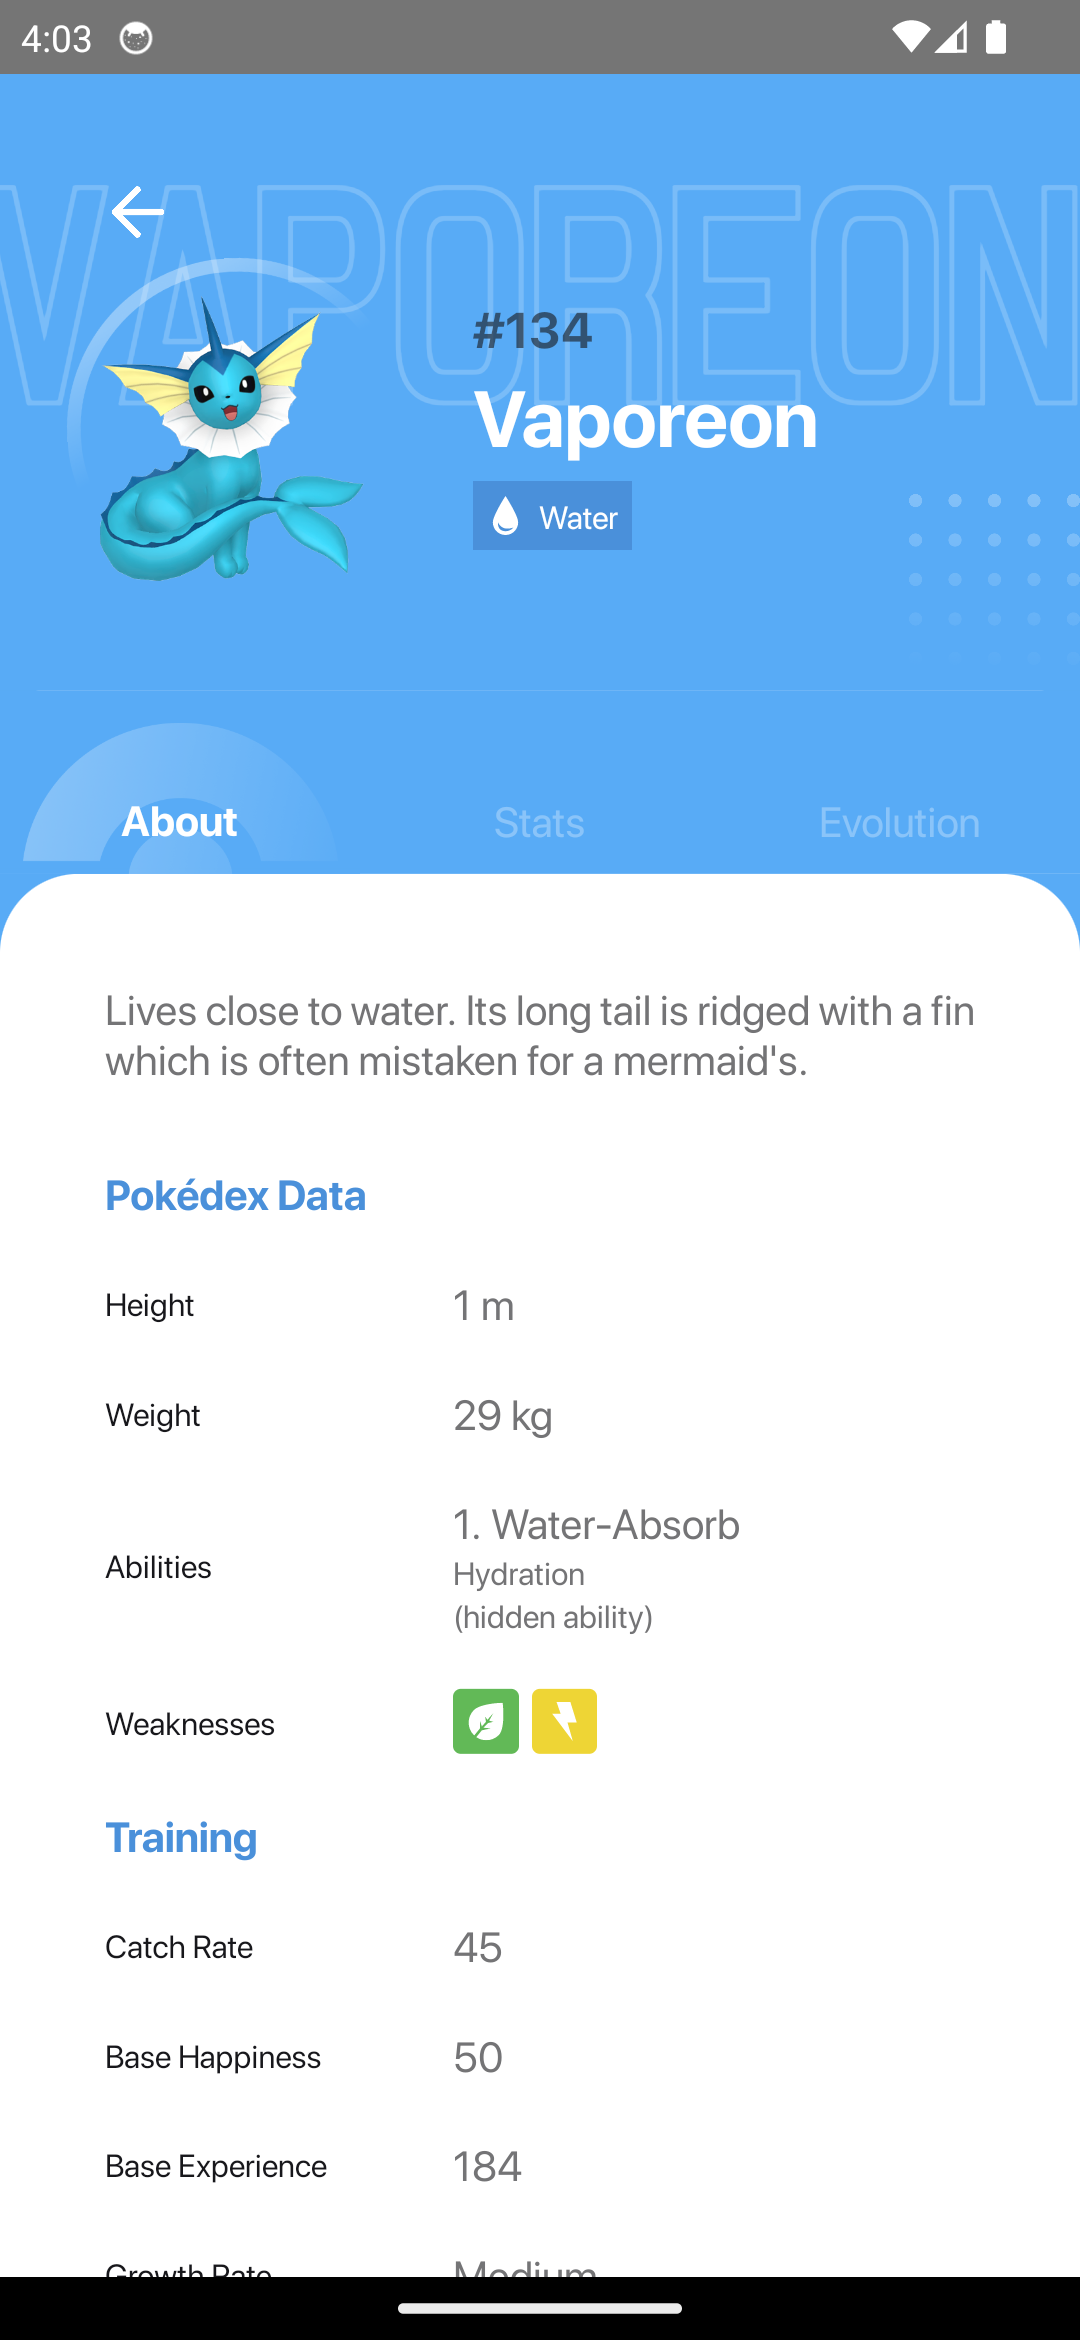 4:03
VAPOREON
#134
Vaporeon
Water
About Stats Evolution
Lives close to water. Its long tail is ridged with a fin
which is often mistaken for a mermaid's.
Pokédex Data
Height 1 m
Weight 29 kg
Abilities 1. Water-Absorb
Hydration
(hidden ability)
Weaknesses
Training
Catch Rate 45
Base Happiness 50
Base Experience 184
Growth Rate Medium